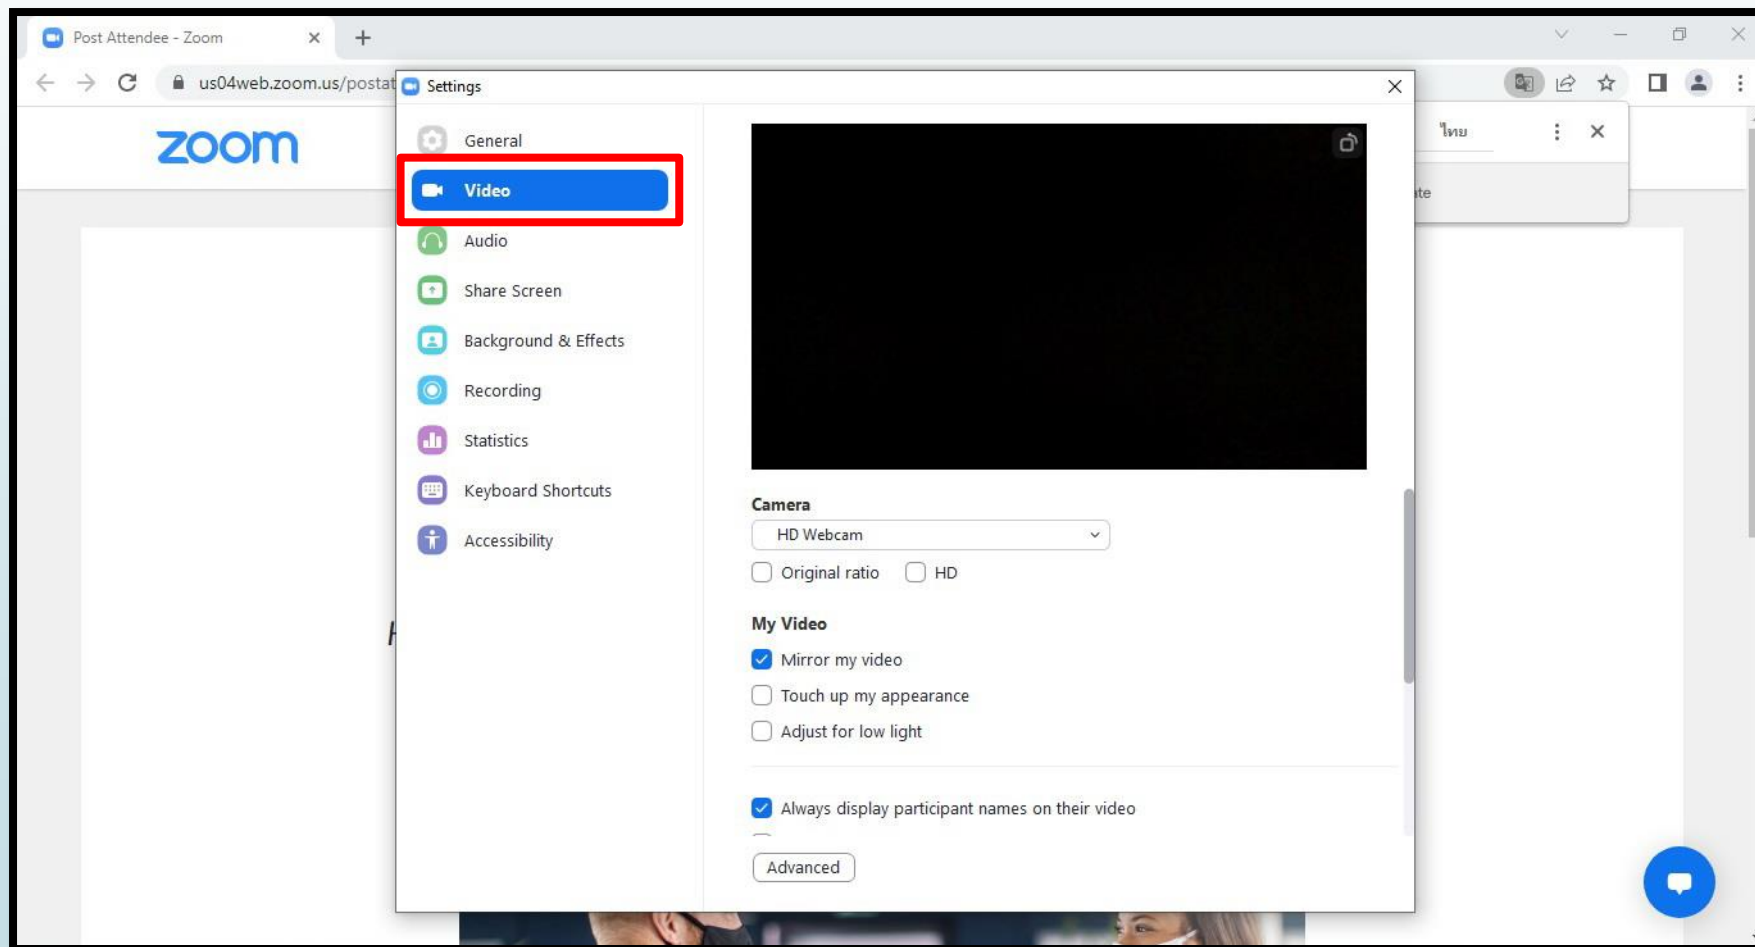 Post Attendee - Zoom
us04web.zoom.us/postat
Settings
zoom
General
ไทย
Video
Audio
Share Screen
Background & Effects
Recording
Statistics
Keyboard Shortcuts
Accessibility
Camera
HD Webcam
Original ratio
HD
My Video
Mirror my video
Touch up my appearance
Adjust for low light
Always display participant names on their video
Advanced